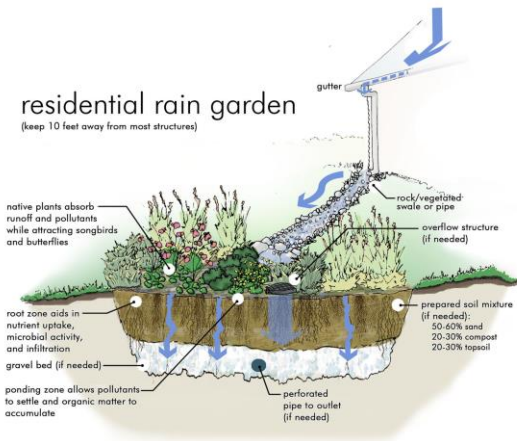 residential rain garden
(keep 10 feet away from most structures)
gutter
rock/vegetated
swale or pipe
native plants absorb
runoff and pollutants
while attracting songbirds
and butterflies
overflow structure
(if needed)
root zone aids in
nutrient uptake,
microbial activity,
and infiltration
prepared soil mixture
(if needed):
50-60% sand
20-30% compost
20-30% topsoil
gravel bed (if needed)
ponding zone allows pollutants
to settle and organic matter to
accumulate
perforated
pipe to outlet
(if needed)